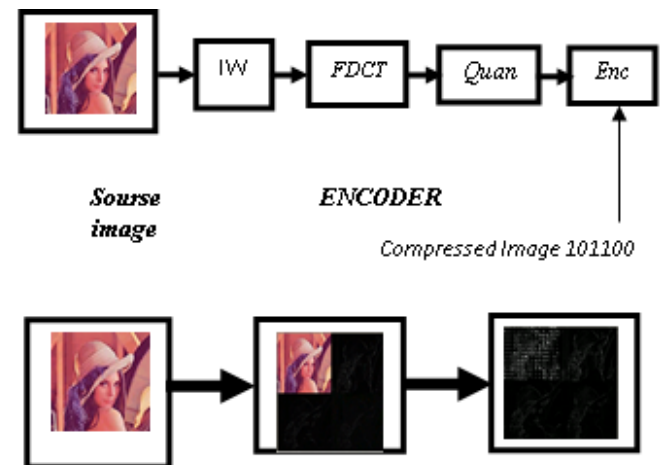 IW
FDCT
Quan
Enc
Sourse
image
ENCODER
Compressed Image 101100